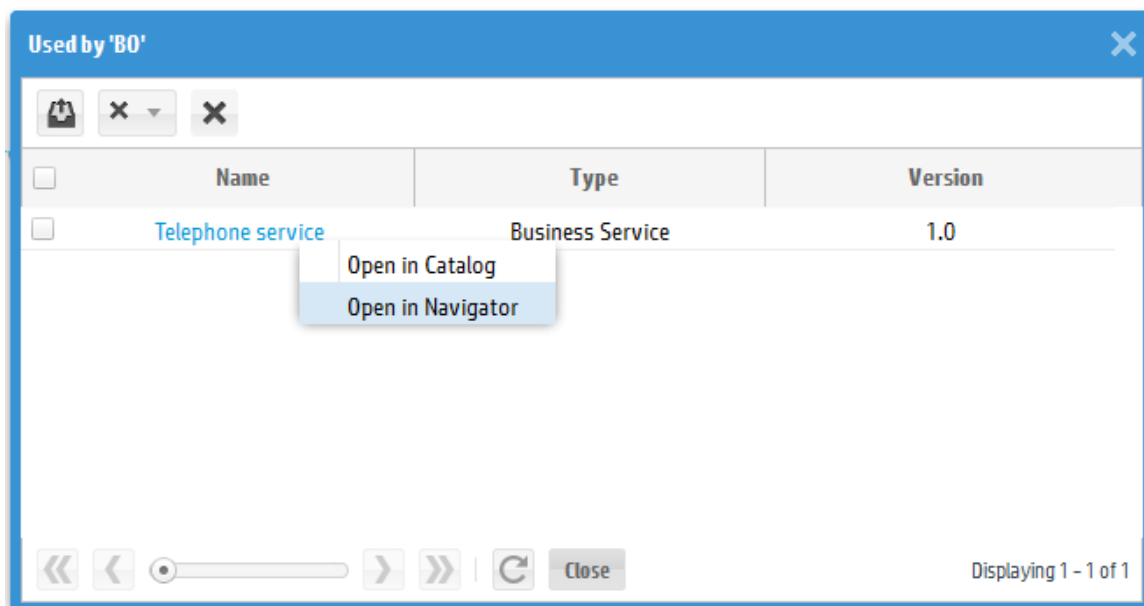 Used by 'BO'
Name Type Version
Telephone service Business Service 1.0
Open in Catalog
Open in Navigator
Close Displaying 1 - 1 of 1